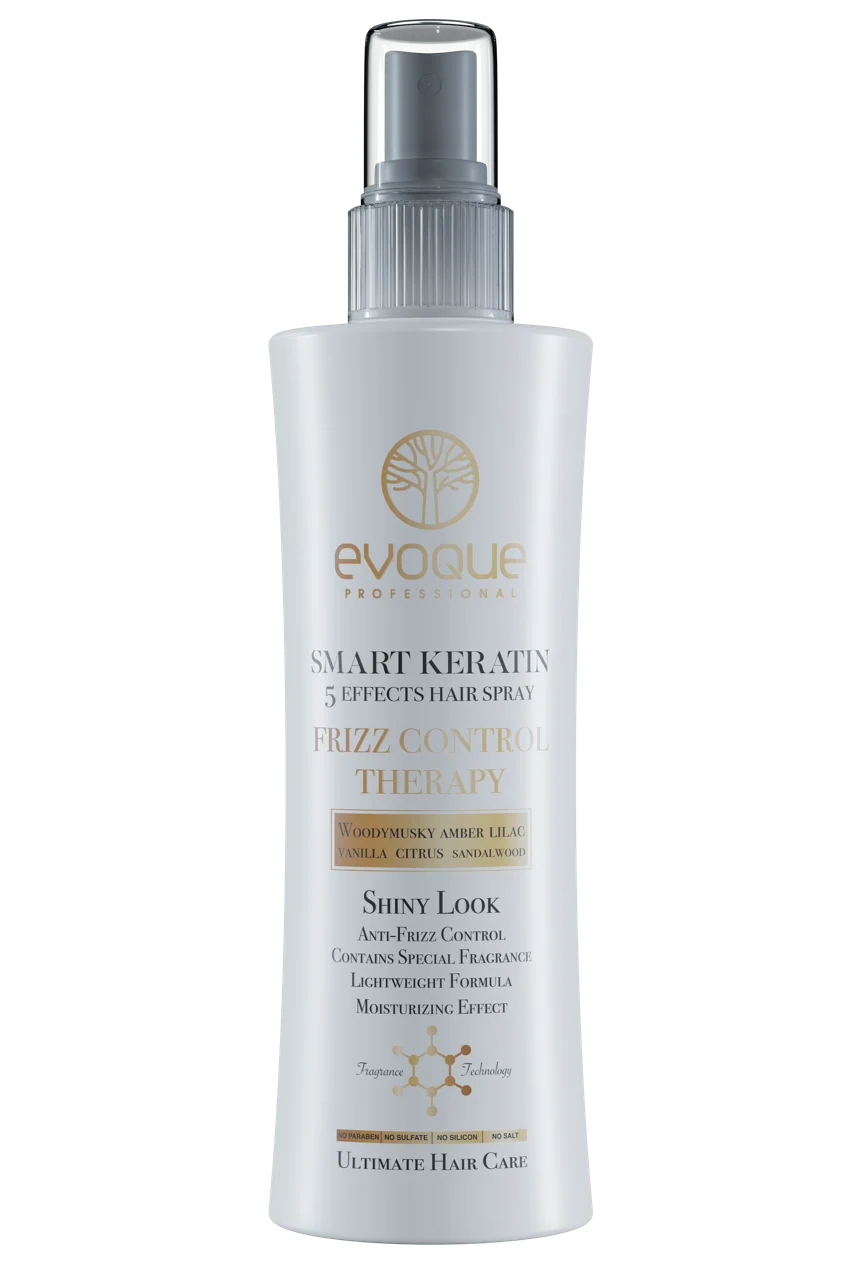 evoque
PROFESSIONAL
SMART KERATIN
5 EFFECTS HAIR SPRAY
FRIZZ CONTROL
THERAPY
WOODYMUSKY AMBER LILAC
VANILLA CITRUS SANDALWOOD
SHINY LOOK
ANTI-FRIZZ CONTROL
CONTAINS SPECIAL FRAGRANCE
LIGHTWEIGHT FORMULA
MOISTURIZING EFFECT
Fragrance Technology
NO PARABEN | NO SULFATE | NO SILICON | NO SALT
ULTIMATE HAIR CARE